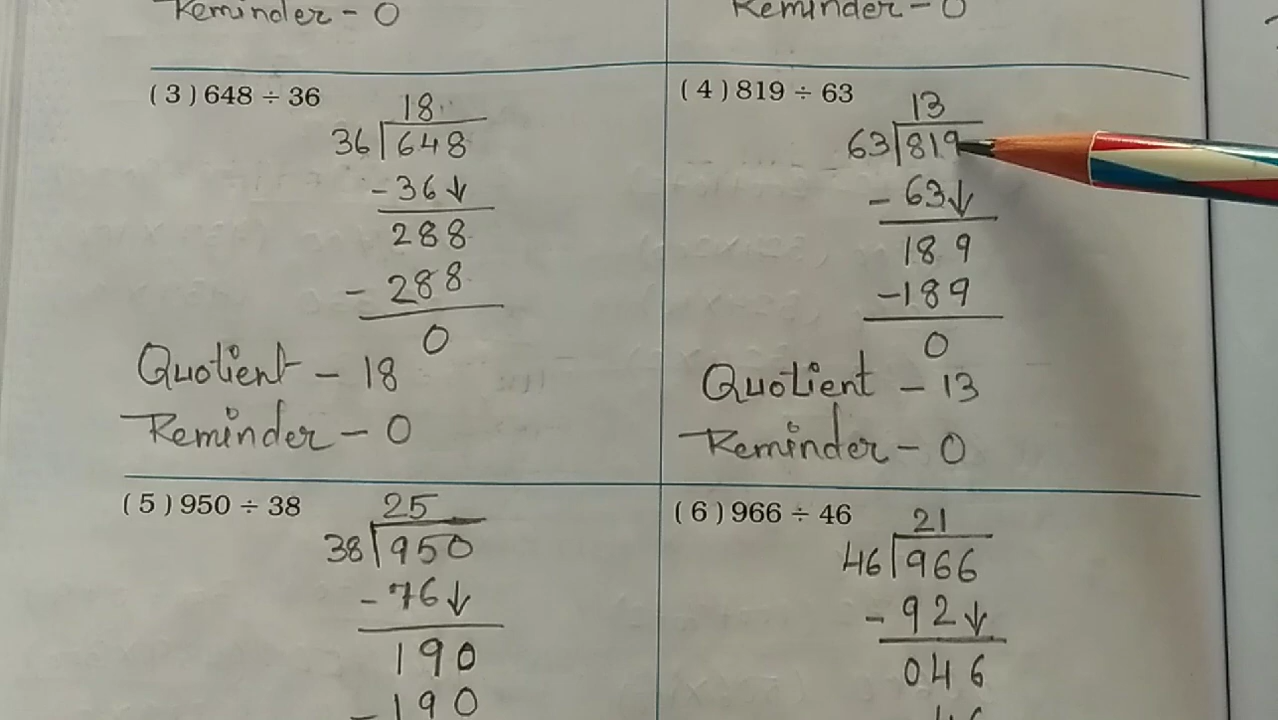 Reminder - 0
Reminder - 0
(3) 648 ÷ 36
18
36 648
- 36 ↓
288
- 288
0
Quotient - 18
Reminder - 0
(4) 819 ÷ 63
13
63 819
- 63 ↓
189
- 189
0
Quotient - 13
Reminder - 0
(5) 950 ÷ 38
25
38 950
- 76 ↓
190
- 190
(6) 966 ÷ 46
21
46 966
- 92 ↓
046